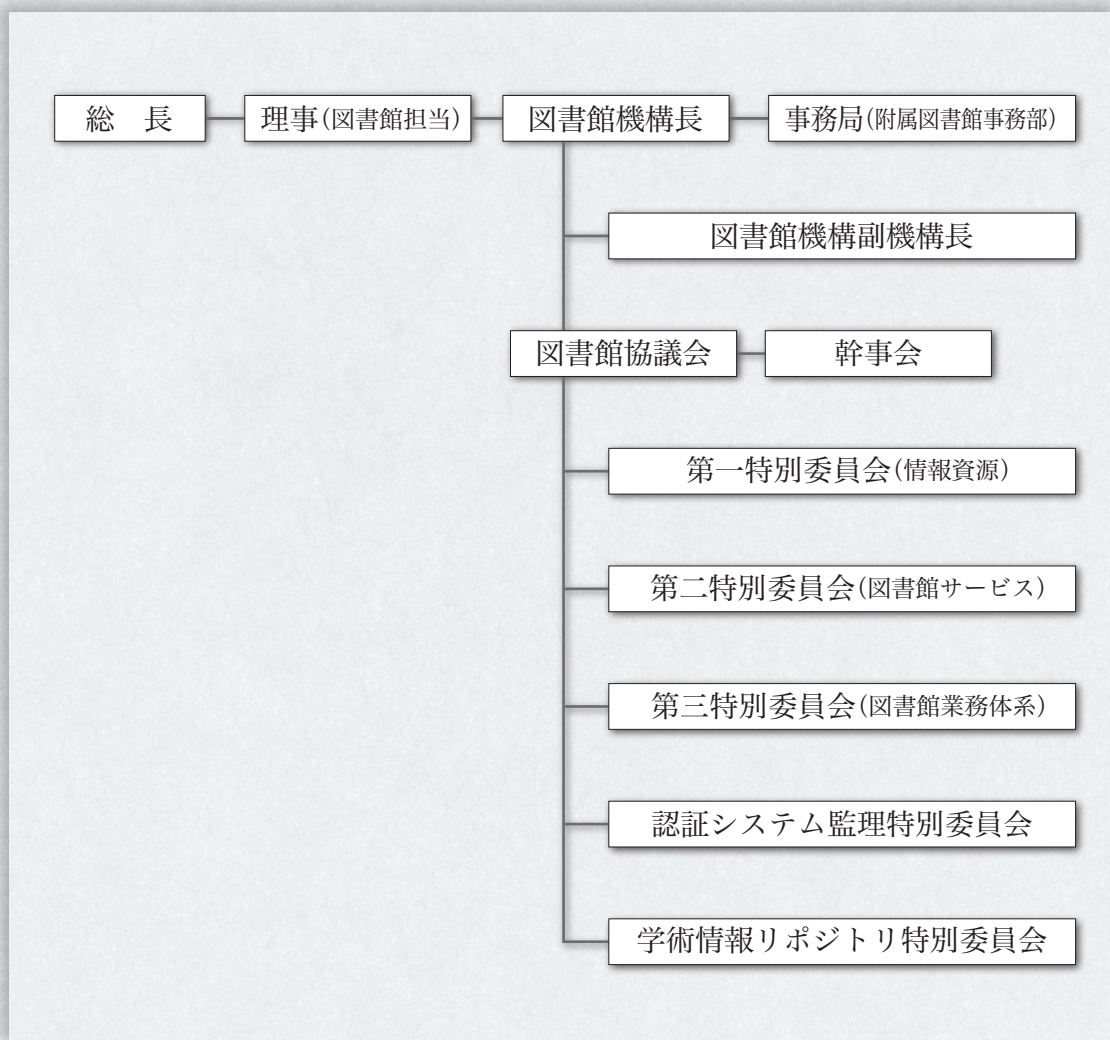 総　長
理事(図書館担当)
図書館機構長
事務局(附属図書館事務部)
図書館機構副機構長
図書館協議会
幹事会
第一特別委員会(情報資源)
第二特別委員会(図書館サービス)
第三特別委員会(図書館業務体系)
認証システム監理特別委員会
学術情報リポジトリ特別委員会